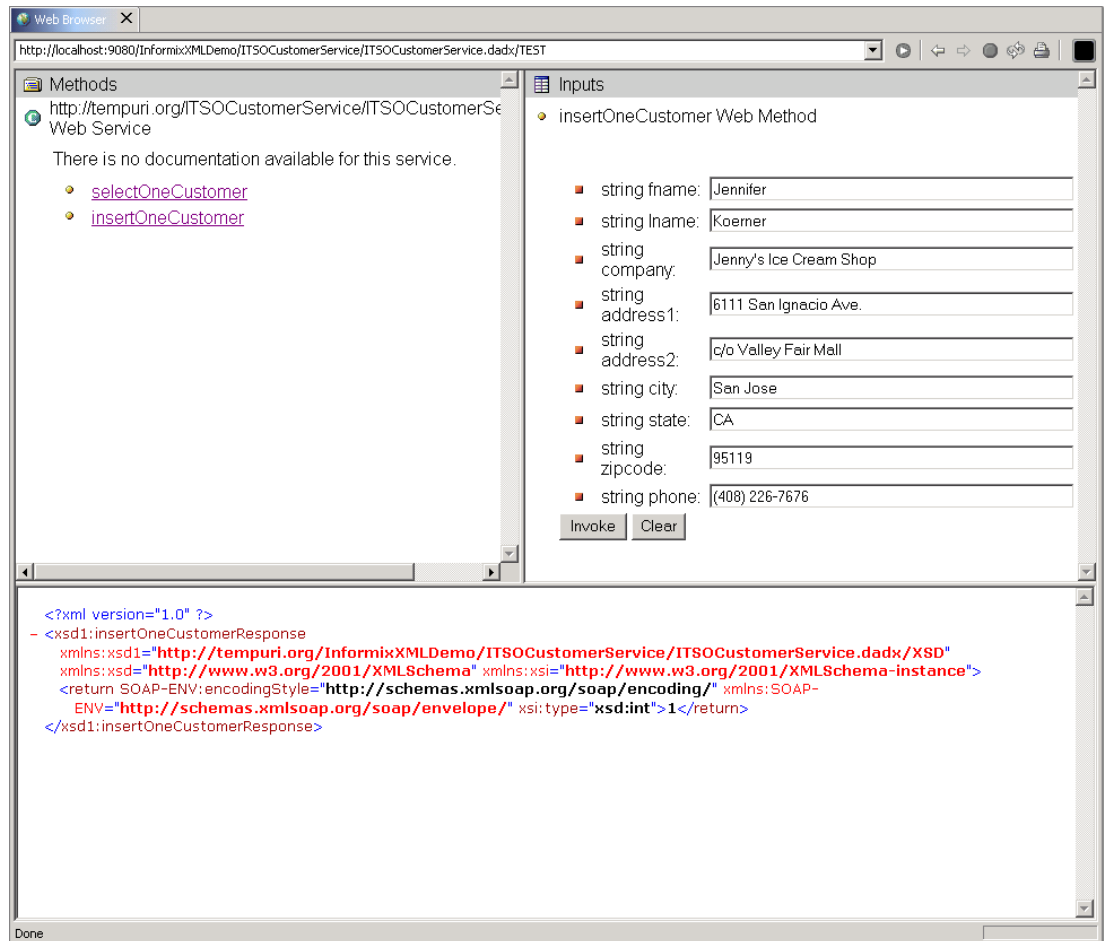 Web Browser
http://localhost:9080/InformixXMLDemo/ITSOCustomerService/ITSOCustomerService.dadx/TEST
Methods
http://tempuri.org/ITSOCustomerService/ITSOCustomerSe
Web Service
There is no documentation available for this service.
selectOneCustomer
insertOneCustomer
Inputs
insertOneCustomer Web Method
string fname: Jennifer
string lname: Koerner
string
company: Jenny's Ice Cream Shop
string
address1: 6111 San Ignacio Ave.
string
address2: c/o Valley Fair Mall
string city: San Jose
string state: CA
string
zipcode: 95119
string phone: (408) 226-7676
Invoke Clear
<?xml version="1.0" ?>
- <xsd1:insertOneCustomerResponse
xmlns:xsd1="http://tempuri.org/InformixXMLDemo/ITSOCustomerService/ITSOCustomerService.dadx/XSD"
xmlns:xsd="http://www.w3.org/2001/XMLSchema" xmlns:xsi="http://www.w3.org/2001/XMLSchema-instance">
<return SOAP-ENV:encodingStyle="http://schemas.xmlsoap.org/soap/encoding/" xmlns:SOAP-
ENV="http://schemas.xmlsoap.org/soap/envelope/" xsi:type="xsd:int">1</return>
</xsd1:insertOneCustomerResponse>
Done